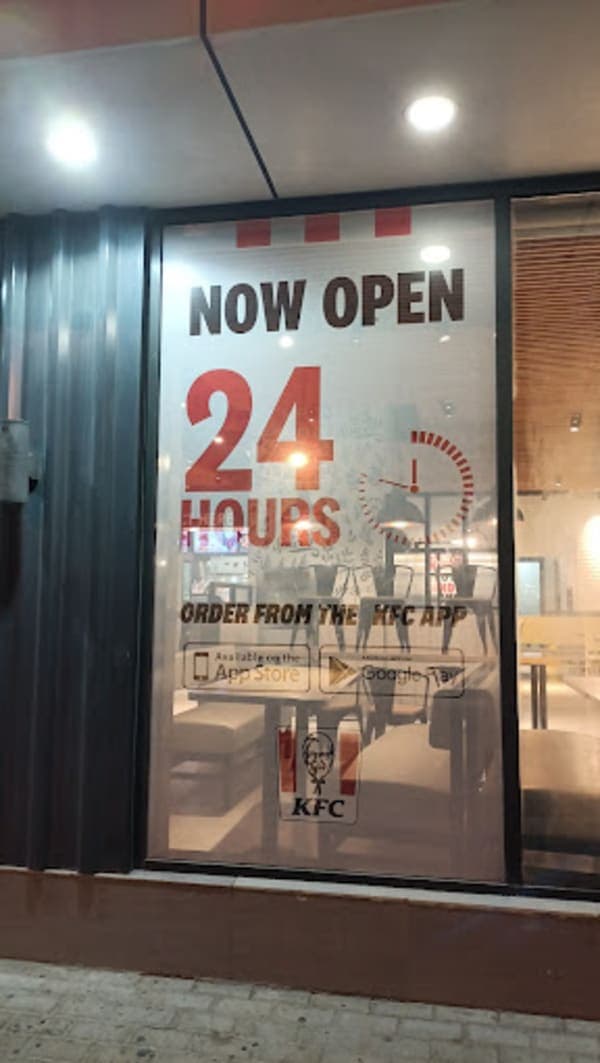 NOW OPEN
24
HOURS
ORDER FROM THE KFC APP
Available on the
App Store
Google Play
KFC